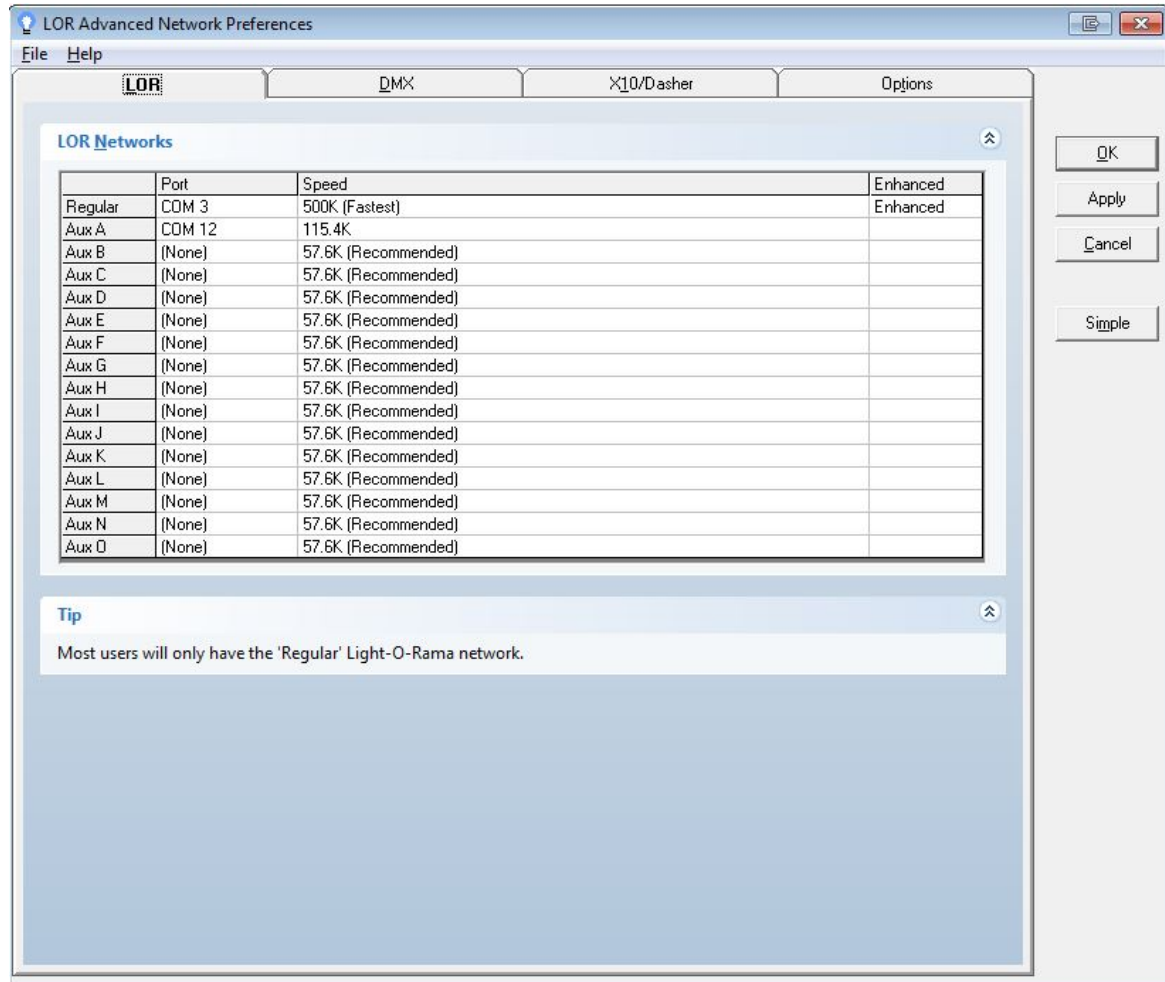 LOR Advanced Network Preferences
File Help
LOR DMX X10/Dasher Options
LOR Networks
Port Speed Enhanced
Regular COM 3 500K (Fastest) Enhanced
Aux A COM 12 115.4K
Aux B (None) 57.6K (Recommended)
Aux C (None) 57.6K (Recommended)
Aux D (None) 57.6K (Recommended)
Aux E (None) 57.6K (Recommended)
Aux F (None) 57.6K (Recommended)
Aux G (None) 57.6K (Recommended)
Aux H (None) 57.6K (Recommended)
Aux I (None) 57.6K (Recommended)
Aux J (None) 57.6K (Recommended)
Aux K (None) 57.6K (Recommended)
Aux L (None) 57.6K (Recommended)
Aux M (None) 57.6K (Recommended)
Aux N (None) 57.6K (Recommended)
Aux O (None) 57.6K (Recommended)
Tip
Most users will only have the 'Regular' Light-O-Rama network.
OK
Apply
Cancel
Simple